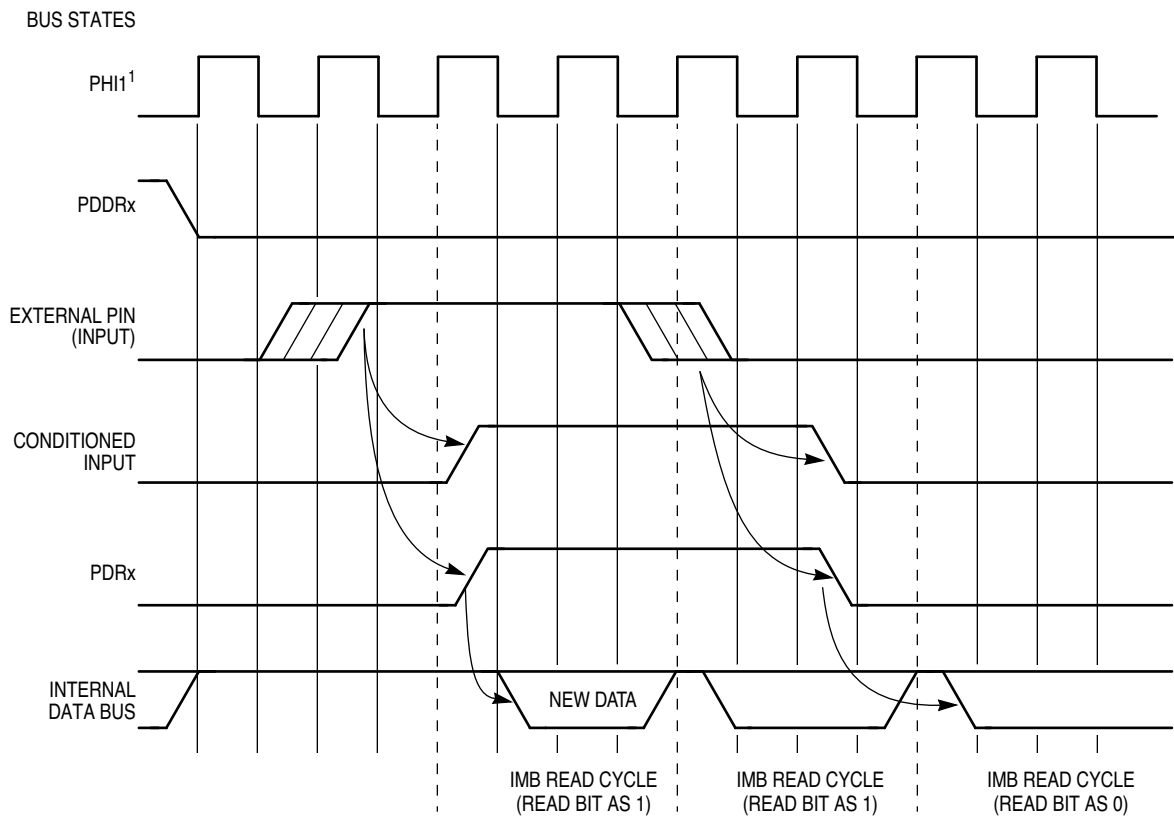 BUS STATES
PHI1¹
PDDRx
EXTERNAL PIN
(INPUT)
CONDITIONED
INPUT
PDRx
INTERNAL
DATA BUS
NEW DATA
IMB READ CYCLE
(READ BIT AS 1)
IMB READ CYCLE
(READ BIT AS 1)
IMB READ CYCLE
(READ BIT AS 0)